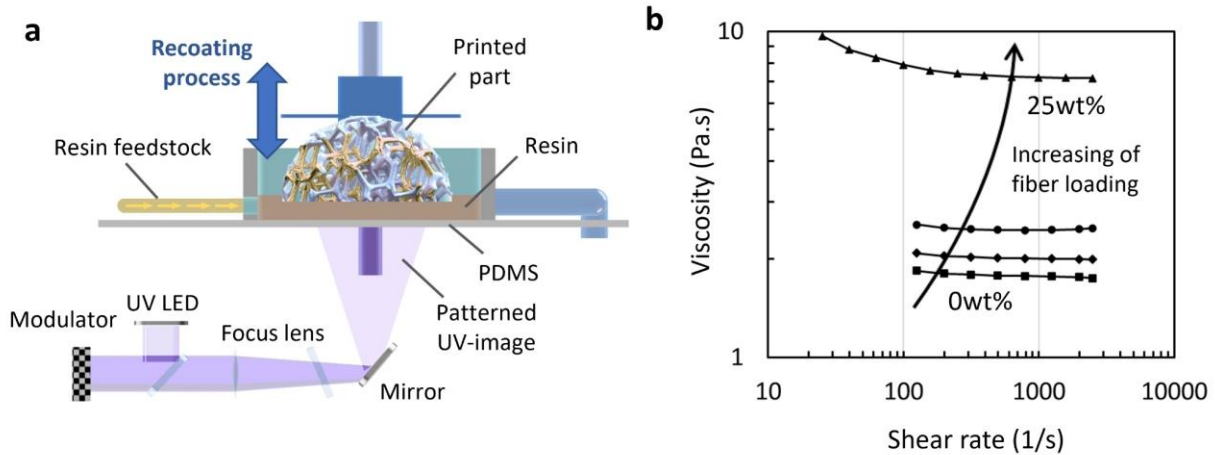 a
Recoating
process
Printed
part
Resin feedstock
Resin
PDMS
UV LED
Modulator
Focus lens
Patterned
UV-image
Mirror
b
10
25wt%
Increasing of
fiber loading
Viscosity (Pa.s)
0wt%
1
10
100
1000
10000
Shear rate (1/s)